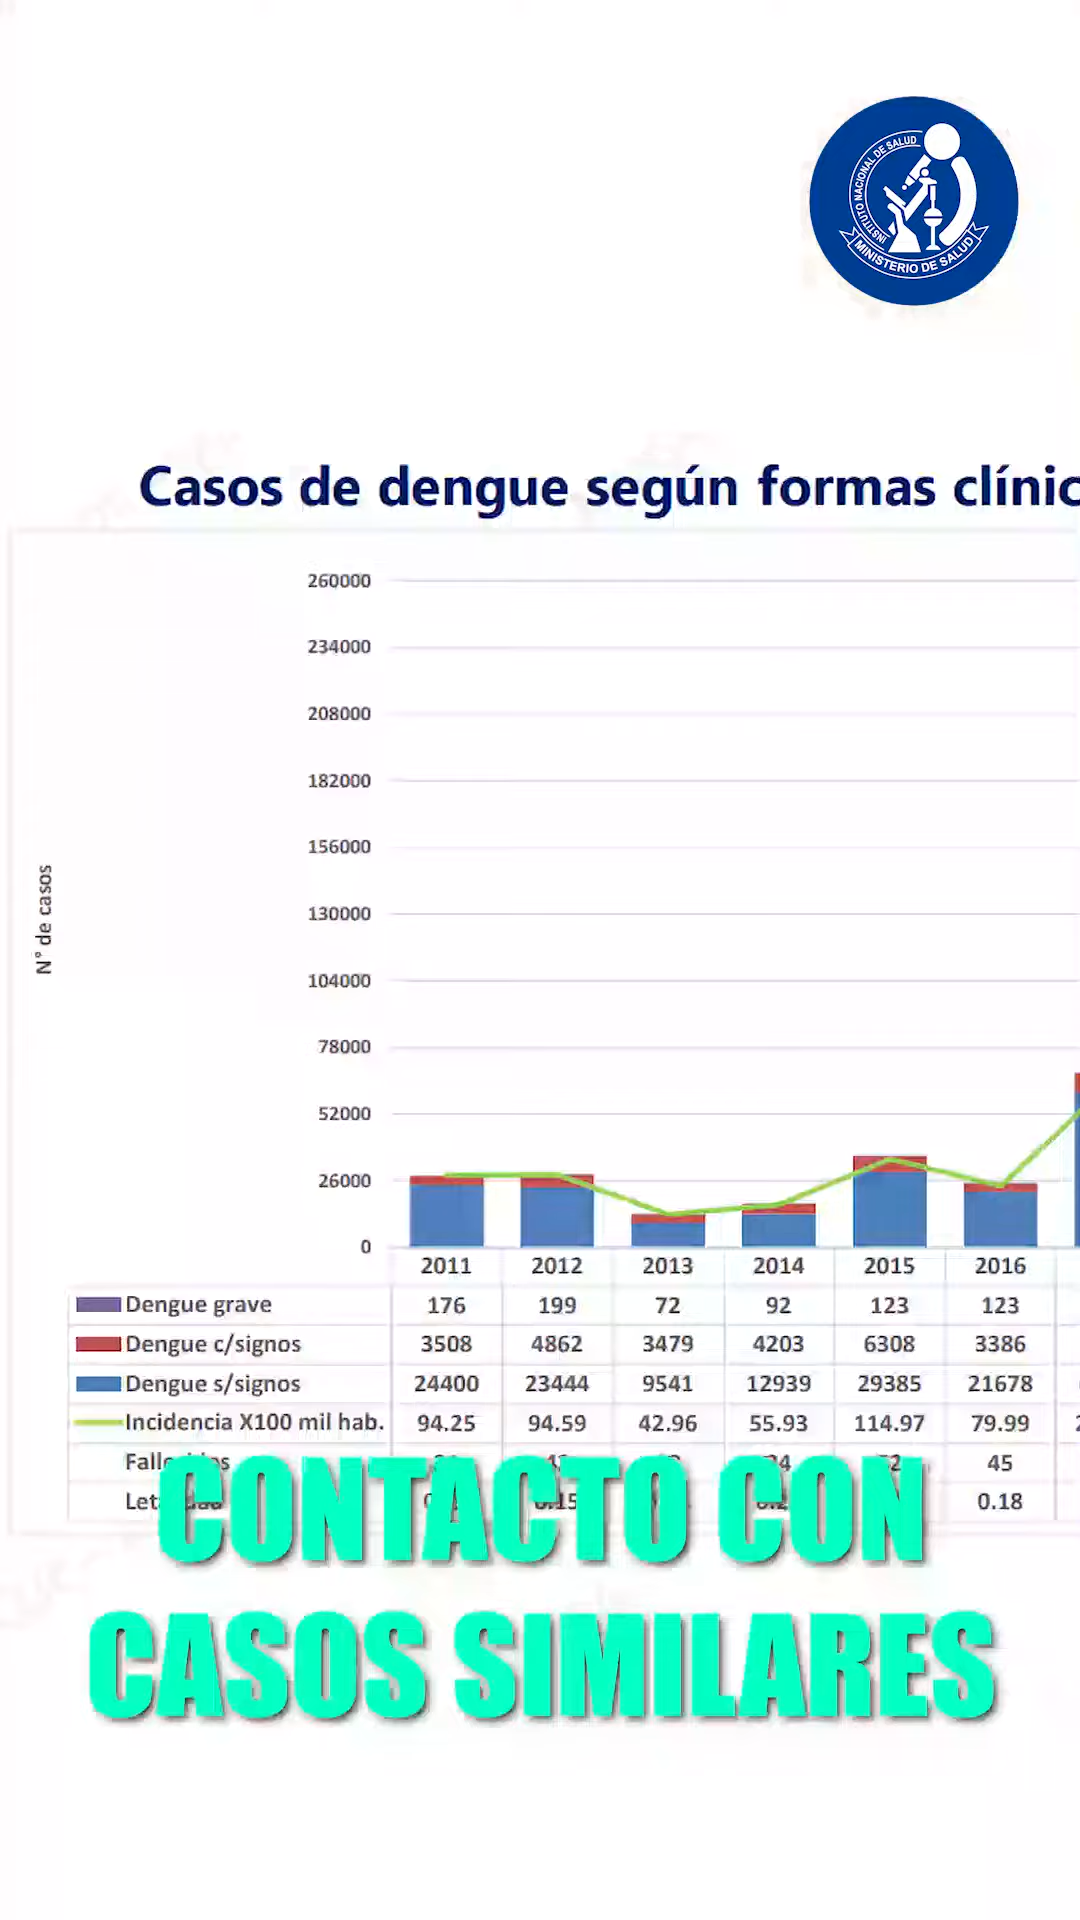 INSTITUTO NACIONAL DE SALUD
MINISTERIO DE SALUD
Casos de dengue según formas
N° de casos
260000
234000
208000
182000
156000
130000
104000
78000
52000
26000
0
2011 2012 2013 2014 2015 2016
Dengue grave 176 199 72 92 123 123
Dengue c/signos 3508 4862 3479 4203 6308 3386
Dengue s/signos 24400 23444 9541 12939 29385 21678
Incidencia X100 mil hab. 94.25 94.59 42.96 55.93 114.97 79.99
45
0.18
CONTACTO CON
CASOS SIMILARES